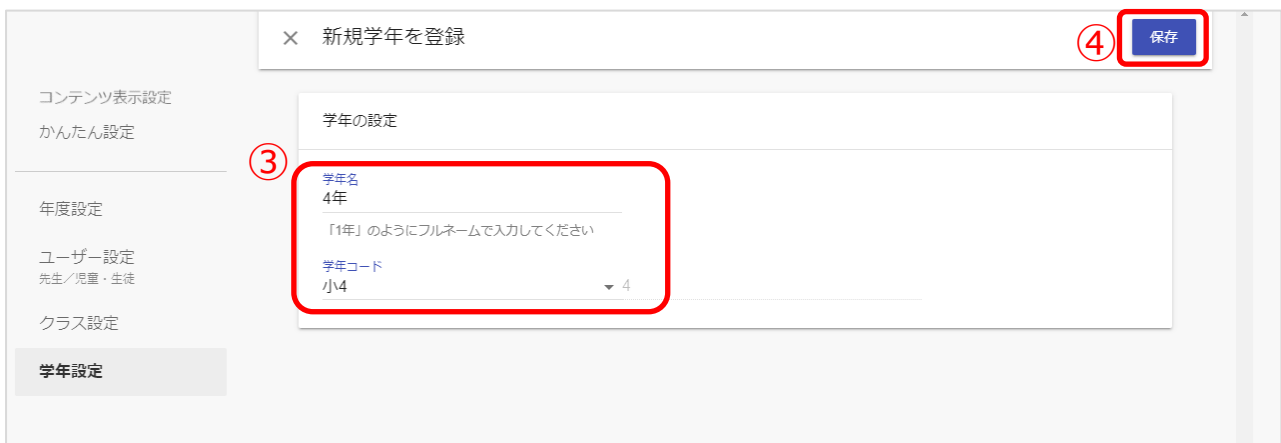 × 新規学年を登録
④ 保存
コンテンツ表示設定
かんたん設定
年度設定
ユーザー設定
先生／児童・生徒
クラス設定
学年設定
学年の設定
③
学年名
4年
「1年」のようにフルネームで入力してください
学年コード
小4 4